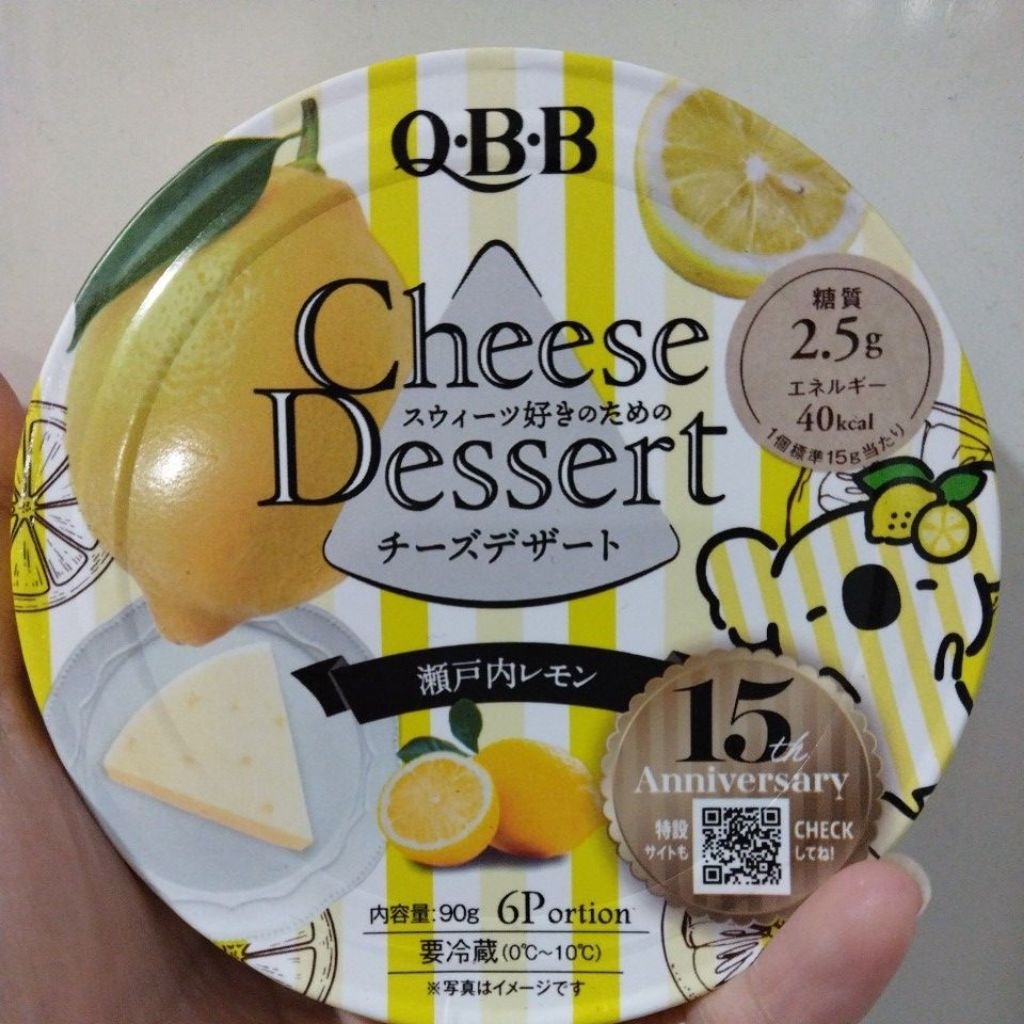 Q・B・B
Cheese
スウィーツ好きのための
Dessert
チーズデザート
糖質
2.5g
エネルギー
40kcal
1個標準15g当たり
瀬戸内レモン
15th
Anniversary
特設
サイトも
CHECK
してね!
内容量:90g 6Portion
要冷蔵(0℃~10℃)
※写真はイメージです